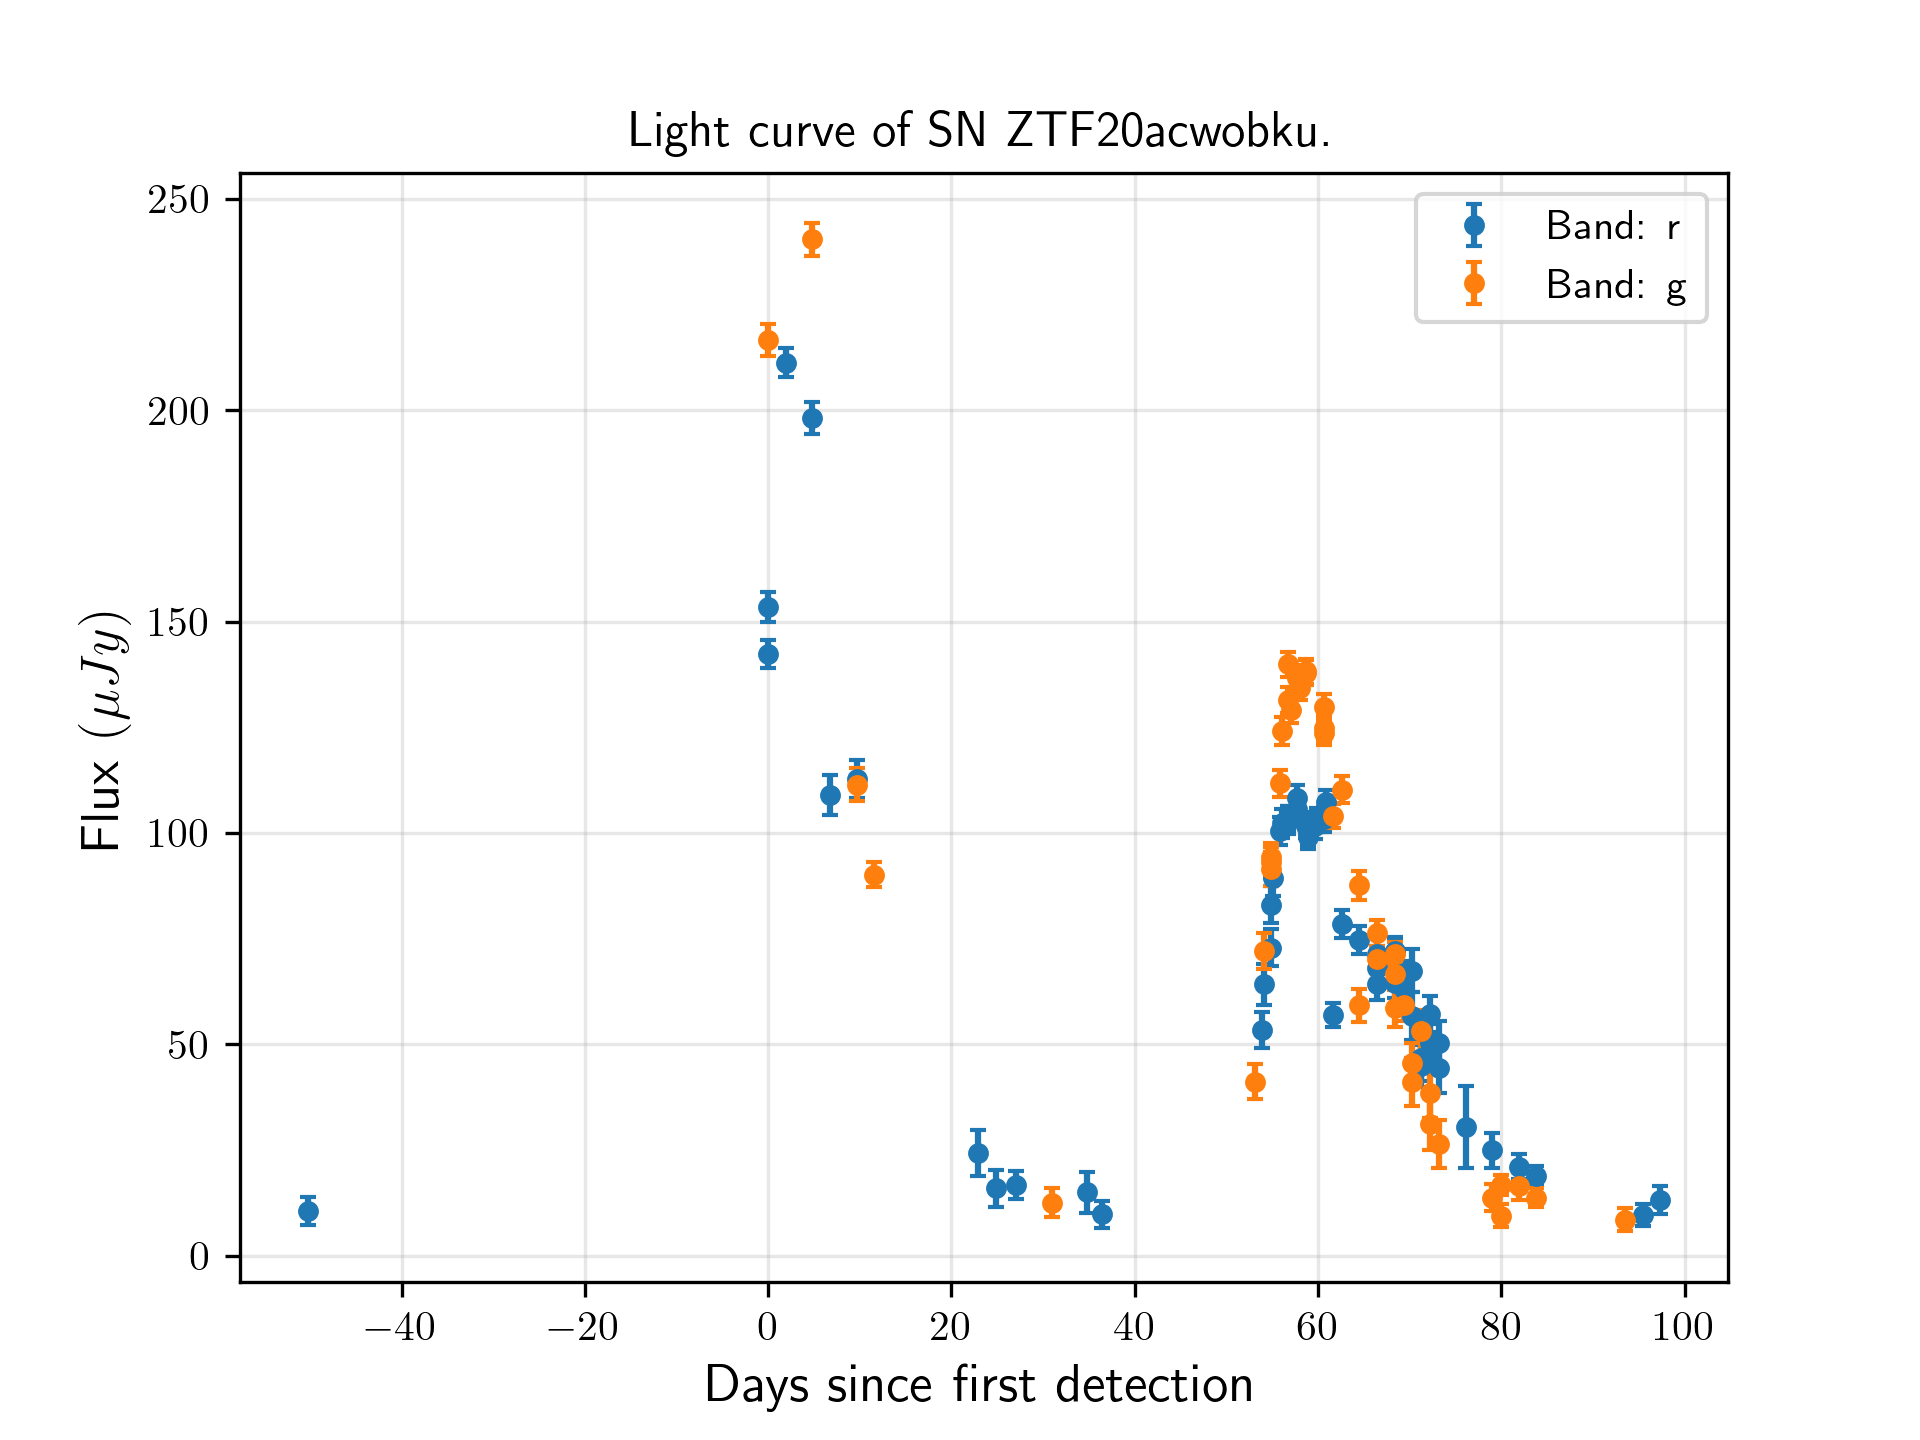 Light curve of SN ZTF20acwobku.
250
200
150
100
50
0
Flux (μJy)
Band: r
Band: g
−40
−20
0
20
40
60
80
100
Days since first detection